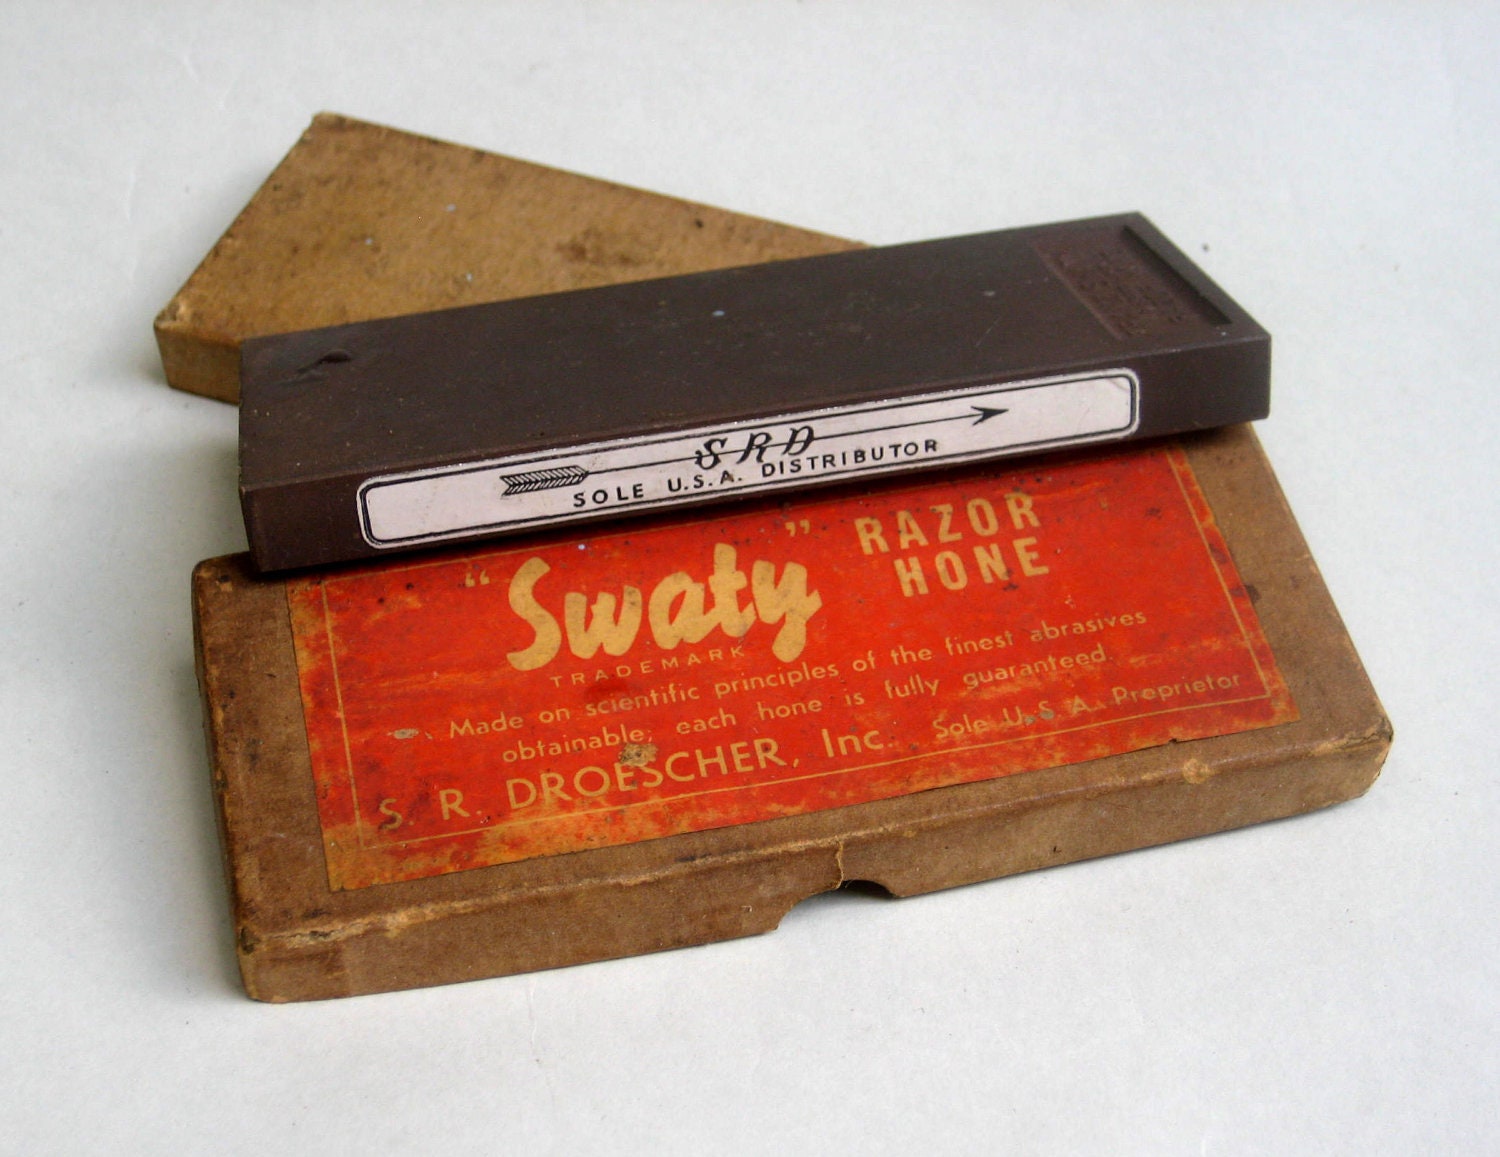 SRD
SOLE U.S.A. DISTRIBUTOR
"Swaty" RAZOR
HONE
TRADEMARK
Made on scientific principles of the finest abrasives
obtainable; each hone is fully guaranteed.
S. R. DROESCHER, Inc. Sole U. S. A. Proprietor